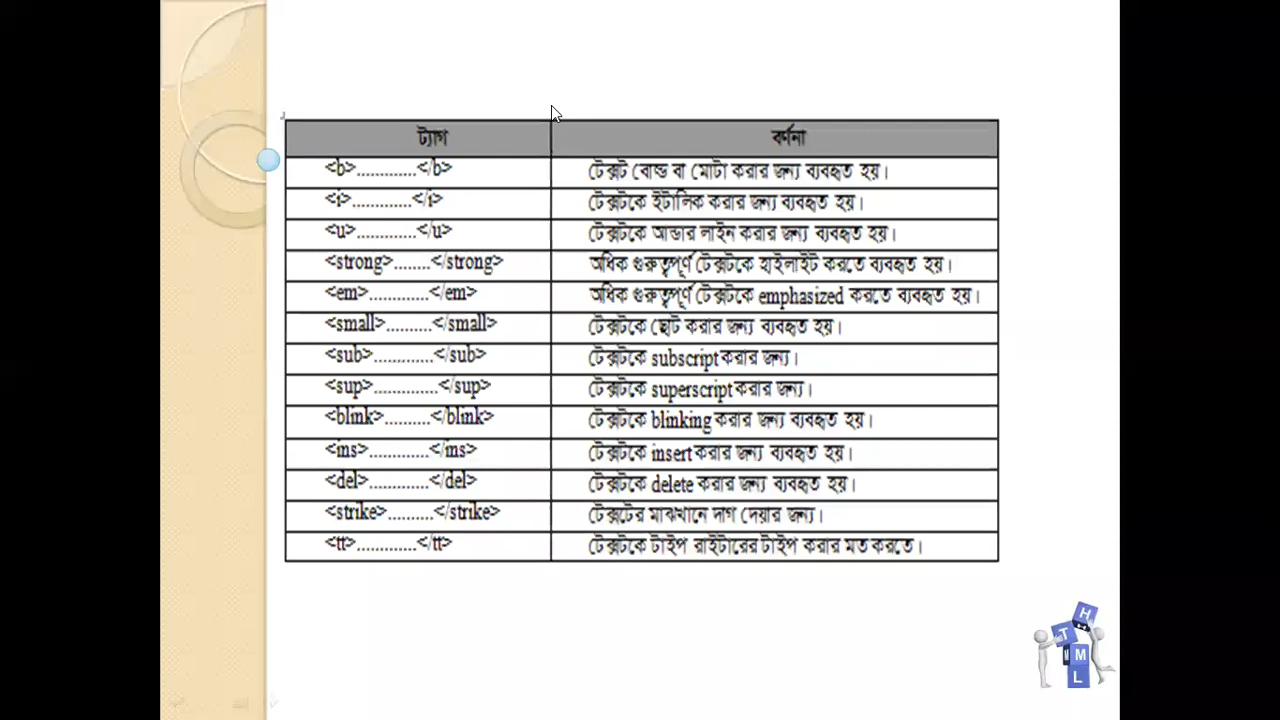 ট্যাগ বর্ণনা
<b>.............</b> টেক্সট বোল্ড বা মোটা করার জন্য ব্যবহৃত হয়।
<i>.............</i> টেক্সটকে ইটালিক করার জন্য ব্যবহৃত হয়।
<u>.............</u> টেক্সটকে আন্ডার লাইন করার জন্য ব্যবহৃত হয়।
<strong>........</strong> অধিক গুরুত্বপূর্ণ টেক্সটকে হাইলাইট করতে ব্যবহৃত হয়।
<em>.............</em> অধিক গুরুত্বপূর্ণ টেক্সটকে emphasized করতে ব্যবহৃত হয়।
<small>..........</small> টেক্সটকে ছোট করার জন্য ব্যবহৃত হয়।
<sub>.............</sub> টেক্সটকে subscript করার জন্য।
<sup>..............</sup> টেক্সটকে superscript করার জন্য।
<blink>..........</blink> টেক্সটকে blinking করার জন্য ব্যবহৃত হয়।
<ins>.............</ins> টেক্সটকে insert করার জন্য ব্যবহৃত হয়।
<del>.............</del> টেক্সটকে delete করার জন্য ব্যবহৃত হয়।
<strike>..........</strike> টেক্সটের মাঝখানে দাগ দেয়ার জন্য।
<tt>.............</tt> টেক্সটকে টাইপ রাইটারের টাইপ করার মত করতে।
H
T
M
L